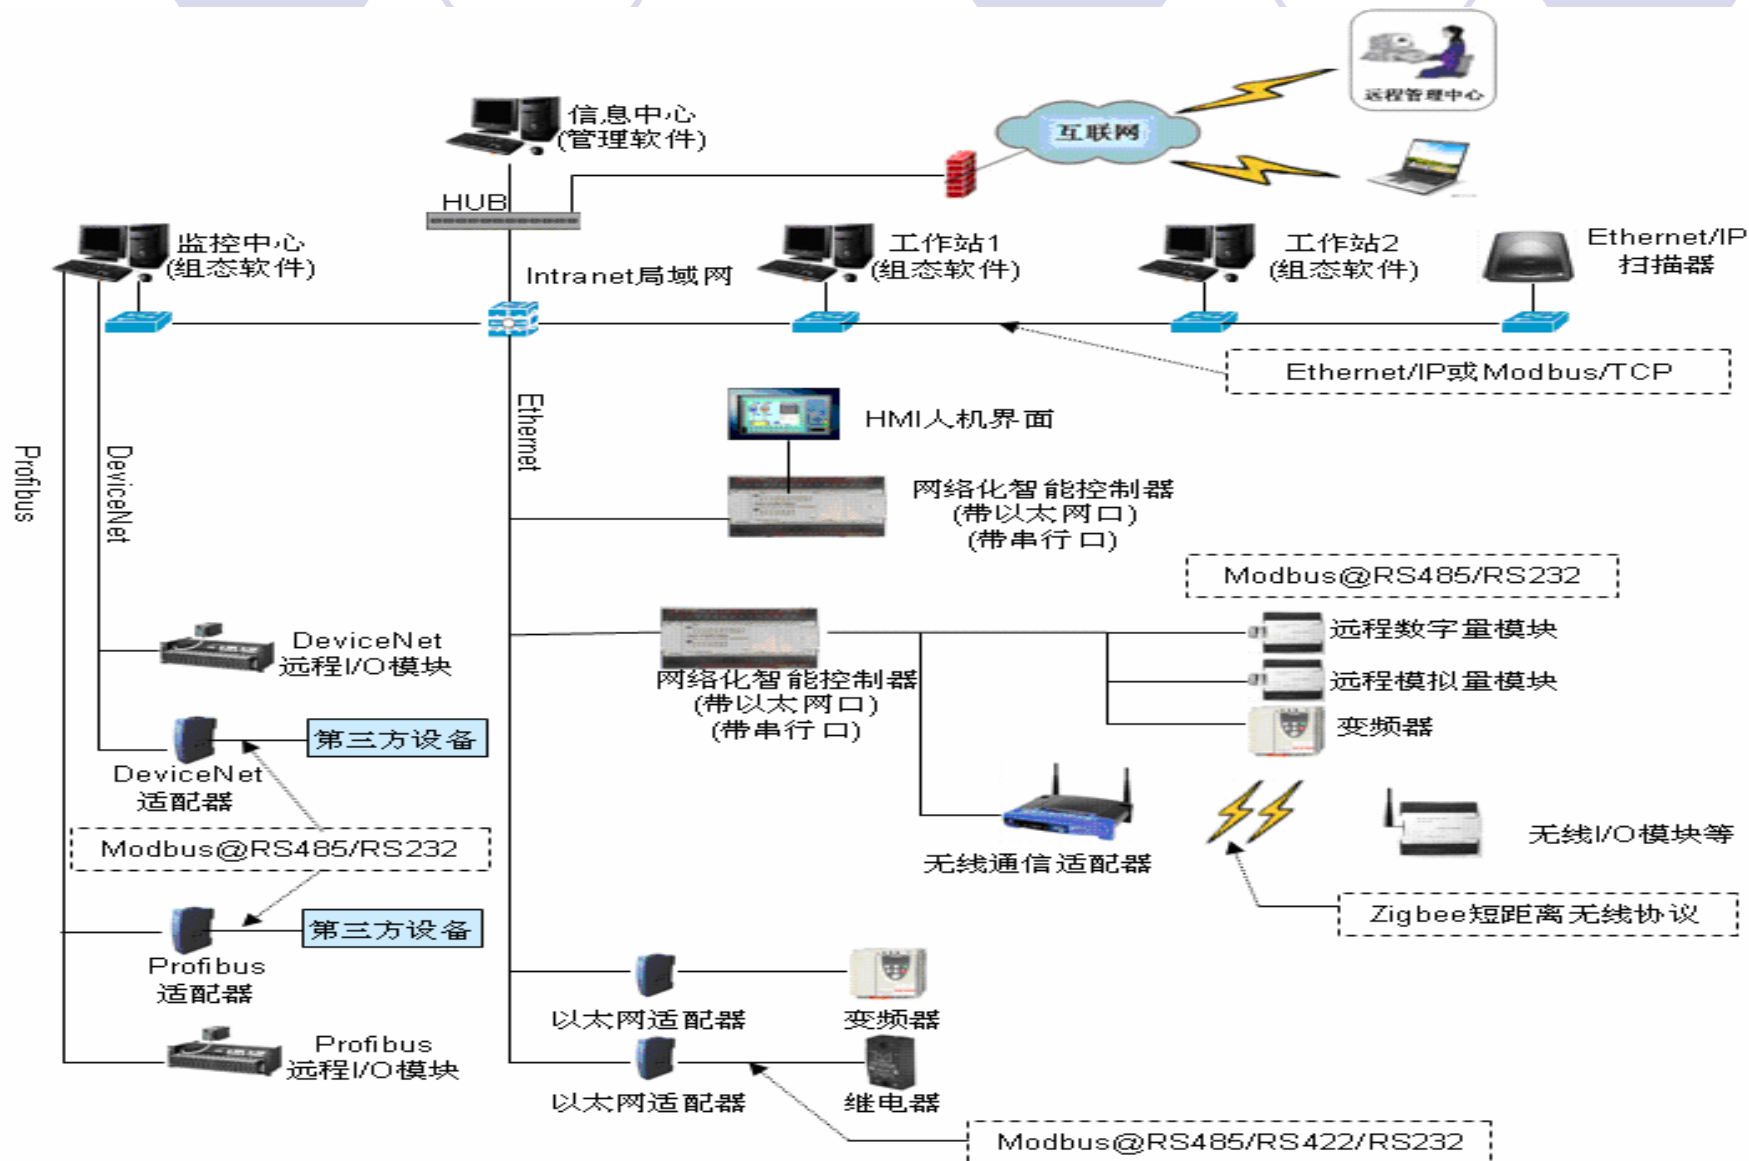 远程管理中心
信息中心
(管理软件)
互联网
HUB
监控中心
(组态软件)
Intranet局域网
工作站1
(组态软件)
工作站2
(组态软件)
Ethernet/IP
扫描器
Ethernet/IP或Modbus/TCP
Profibus
DeviceNet
Ethernet
HMI人机界面
网络化智能控制器
(带以太网口)
(带串行口)
Modbus@RS485/RS232
DeviceNet
远程I/O模块
网络化智能控制器
(带以太网口)
(带串行口)
远程数字量模块
远程模拟量模块
变频器
第三方设备
DeviceNet
适配器
Modbus@RS485/RS232
无线通信适配器
无线I/O模块等
Zigbee短距离无线协议
第三方设备
Profibus
适配器
以太网适配器
变频器
Profibus
远程I/O模块
以太网适配器
继电器
Modbus@RS485/RS422/RS232